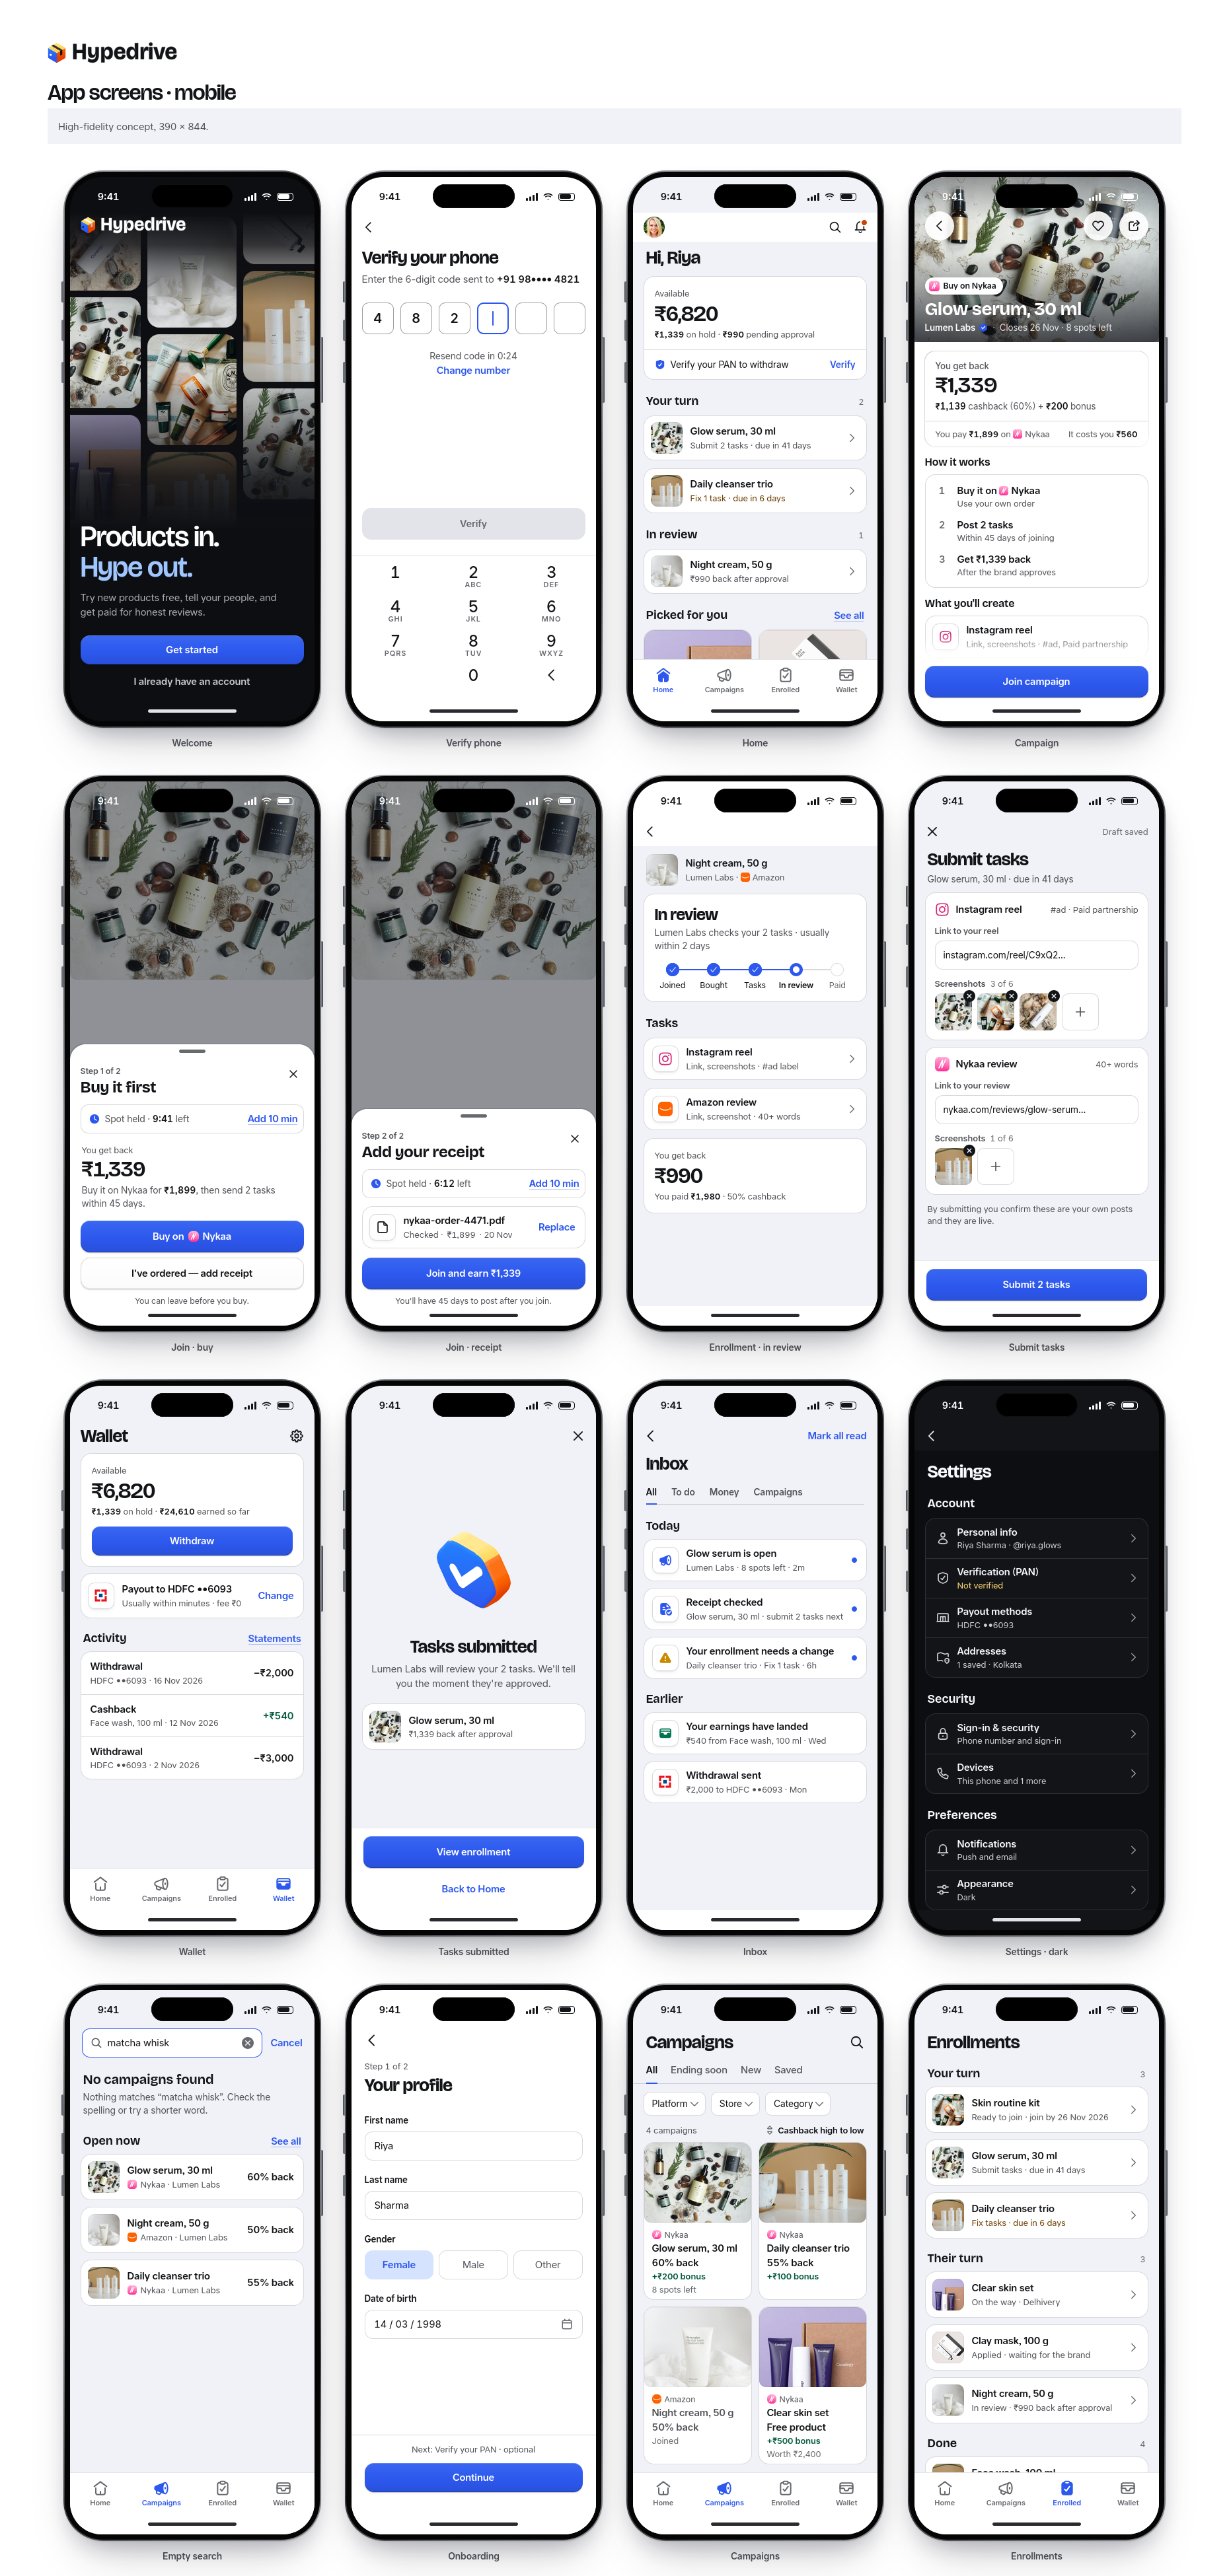 Hypedrive
App screens · mobile
High-fidelity concept, 390 × 844.
9:41
Hypedrive
Products in.
Hype out.
Try new products free, tell your people, and
get paid for honest reviews.
Get started
I already have an account
Welcome
9:41
Verify your phone
Enter the 6-digit code sent to +91 98•••• 4821
4 8 2
Resend code in 0:24
Change number
Verify
1 2 3
ABC DEF
4 5 6
GHI JKL MNO
7 8 9
PQRS TUV WXYZ
0
Verify phone
9:41
Hi, Riya
Available
₹6,820
₹1,339 on hold · ₹990 pending approval
Verify your PAN to withdraw Verify
Your turn 2
Glow serum, 30 ml
Submit 2 tasks · due in 41 days
Daily cleanser trio
Fix 1 task · due in 6 days
In review 1
Night cream, 50 g
₹990 back after approval
Picked for you See all
Home Campaigns Enrolled Wallet
Home
9:41
Buy on Nykaa
Glow serum, 30 ml
Lumen Labs · Closes 26 Nov · 8 spots left
You get back
₹1,339
₹1,139 cashback (60%) + ₹200 bonus
You pay ₹1,899 on Nykaa It costs you ₹560
How it works
1 Buy it on Nykaa
Use your own order
2 Post 2 tasks
Within 45 days of joining
3 Get ₹1,339 back
After the brand approves
What you'll create
Instagram reel
Link, screenshots · #ad, Paid partnership
Join campaign
Campaign
9:41
Step 1 of 2
Buy it first
Spot held · 9:41 left Add 10 min
You get back
₹1,339
Buy it on Nykaa for ₹1,899, then send 2 tasks
within 45 days.
Buy on Nykaa
I've ordered — add receipt
You can leave before you buy.
Join · buy
9:41
Step 2 of 2
Add your receipt
Spot held · 6:12 left Add 10 min
nykaa-order-4471.pdf
Checked · ₹1,899 · 20 Nov Replace
Join and earn ₹1,339
You'll have 45 days to post after you join.
Join · receipt
9:41
Night cream, 50 g
Lumen Labs · Amazon
In review
Lumen Labs checks your 2 tasks · usually
within 2 days
Joined Bought Tasks In review Paid
Tasks
Instagram reel
Link, screenshots · #ad label
Amazon review
Link, screenshot · 40+ words
You get back
₹990
You paid ₹1,980 · 50% cashback
Enrollment · in review
9:41
Draft saved
Submit tasks
Glow serum, 30 ml · due in 41 days
Instagram reel #ad · Paid partnership
Link to your reel
instagram.com/reel/C9xQ2...
Screenshots 3 of 6
Nykaa review 40+ words
Link to your review
nykaa.com/reviews/glow-serum...
Screenshots 1 of 6
By submitting you confirm these are your own posts
and they are live.
Submit 2 tasks
Submit tasks
9:41
Wallet
Available
₹6,820
₹1,339 on hold · ₹24,610 earned so far
Withdraw
Payout to HDFC ••6093
Usually within minutes · fee ₹0 Change
Activity Statements
Withdrawal
HDFC ••6093 · 16 Nov 2026 −₹2,000
Cashback
Face wash, 100 ml · 12 Nov 2026 +₹540
Withdrawal
HDFC ••6093 · 2 Nov 2026 −₹3,000
Home Campaigns Enrolled Wallet
Wallet
9:41
Tasks submitted
Lumen Labs will review your 2 tasks. We'll tell
you the moment they're approved.
Glow serum, 30 ml
₹1,339 back after approval
View enrollment
Back to Home
Tasks submitted
9:41
Mark all read
Inbox
All To do Money Campaigns
Today
Glow serum is open
Lumen Labs · 8 spots left · 2m
Receipt checked
Glow serum, 30 ml · submit 2 tasks next
Your enrollment needs a change
Daily cleanser trio · Fix 1 task · 6h
Earlier
Your earnings have landed
₹540 from Face wash, 100 ml · Wed
Withdrawal sent
₹2,000 to HDFC ••6093 · Mon
Inbox
9:41
Settings
Account
Personal info
Riya Sharma · @riya.glows
Verification (PAN)
Not verified
Payout methods
HDFC ••6093
Addresses
1 saved · Kolkata
Security
Sign-in & security
Phone number and sign-in
Devices
This phone and 1 more
Preferences
Notifications
Push and email
Appearance
Dark
Settings · dark
9:41
matcha whisk Cancel
No campaigns found
Nothing matches “matcha whisk”. Check the
spelling or try a shorter word.
Open now See all
Glow serum, 30 ml
Nykaa · Lumen Labs 60% back
Night cream, 50 g
Amazon · Lumen Labs 50% back
Daily cleanser trio
Nykaa · Lumen Labs 55% back
Home Campaigns Enrolled Wallet
Empty search
9:41
Step 1 of 2
Your profile
First name
Riya
Last name
Sharma
Gender
Female Male Other
Date of birth
14 / 03 / 1998
Next: Verify your PAN · optional
Continue
Onboarding
9:41
Campaigns
All Ending soon New Saved
Platform Store Category
4 campaigns Cashback high to low
Nykaa
Glow serum, 30 ml
60% back
+₹200 bonus
8 spots left
Nykaa
Daily cleanser trio
55% back
+₹100 bonus
Amazon
Night cream, 50 g
50% back
Joined
Nykaa
Clear skin set
Free product
+₹500 bonus
Worth ₹2,400
Home Campaigns Enrolled Wallet
Campaigns
9:41
Enrollments
Your turn 3
Skin routine kit
Ready to join · join by 26 Nov 2026
Glow serum, 30 ml
Submit tasks · due in 41 days
Daily cleanser trio
Fix tasks · due in 6 days
Their turn 3
Clear skin set
On the way · Delhivery
Clay mask, 100 g
Applied · waiting for the brand
Night cream, 50 g
In review · ₹990 back after approval
Done 4
Face wash, 100 ml
Home Campaigns Enrolled Wallet
Enrollments